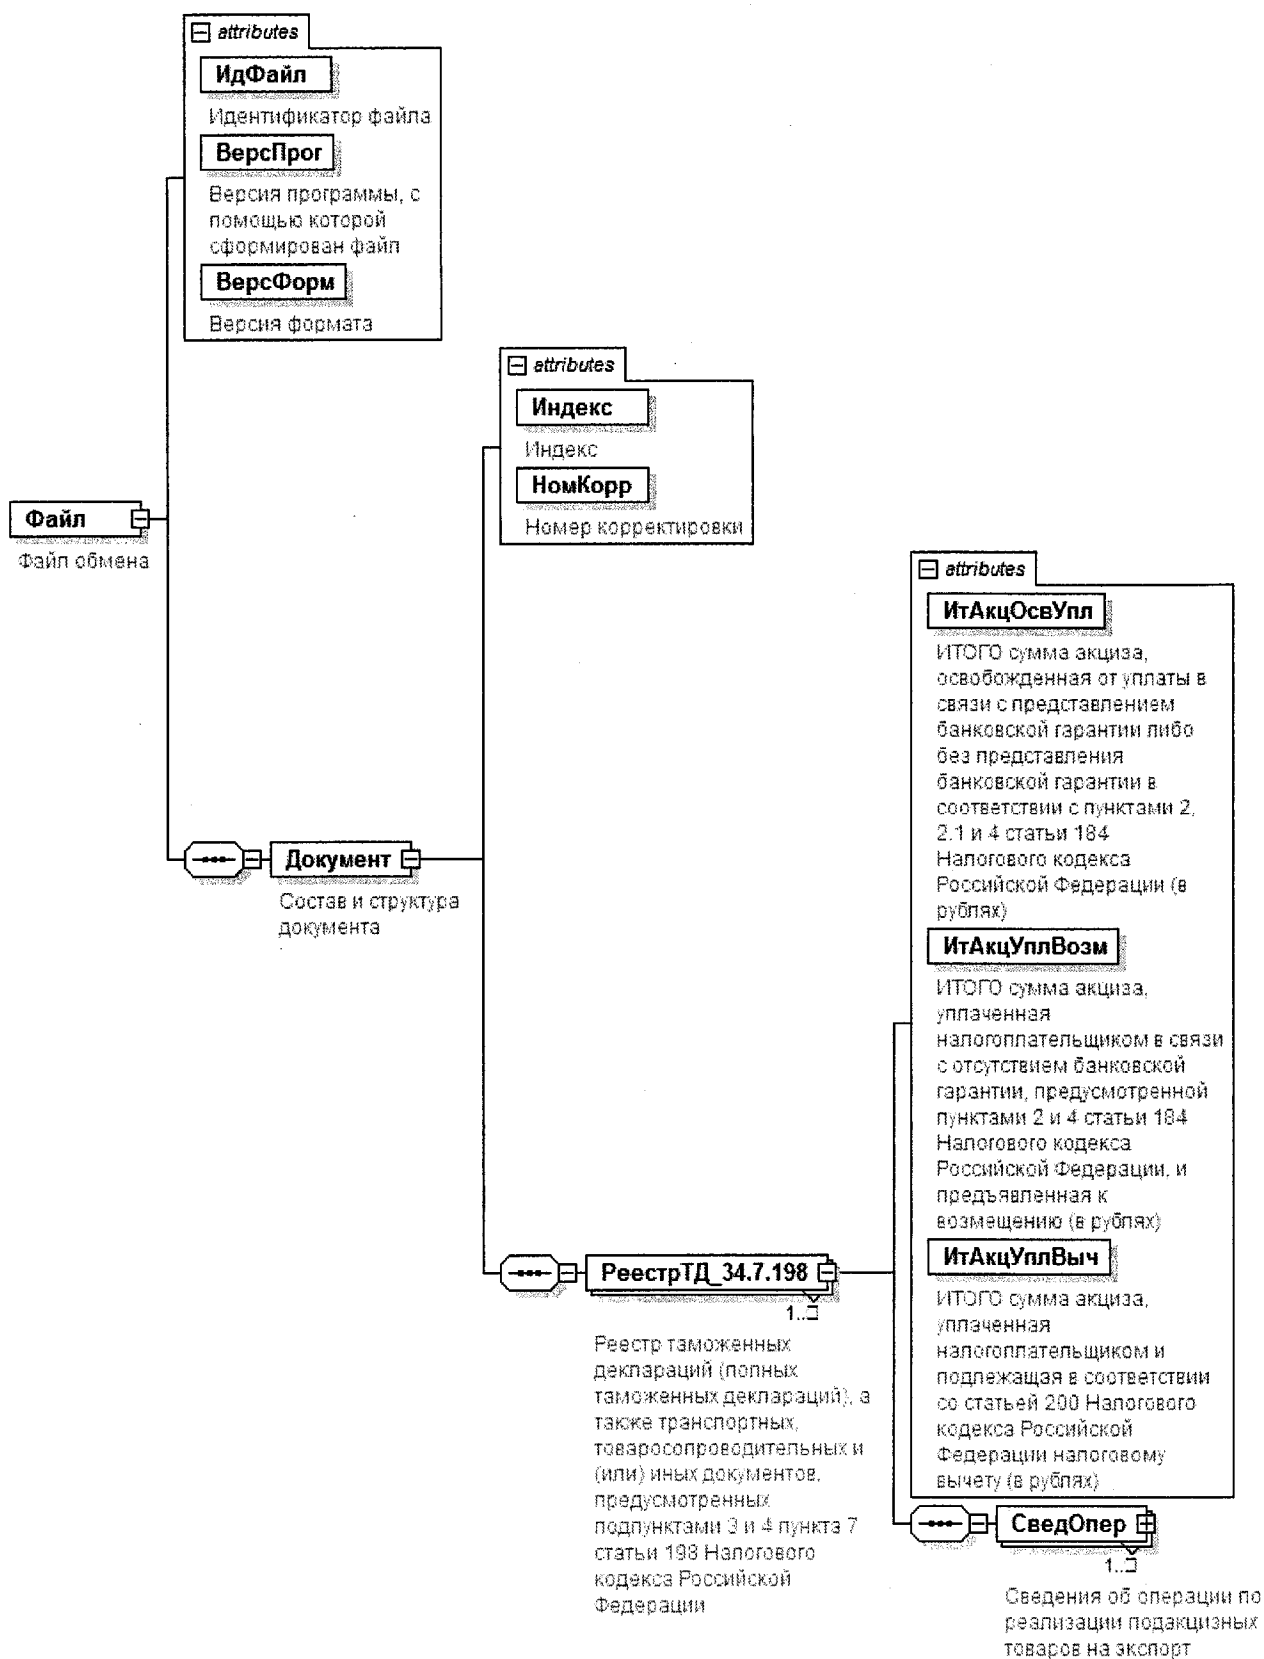 attributes
ИдФайл
Идентификатор файла
ВерсПрог
Версия программы, с
помощью которой
сформирован файл
ВерсФорм
Версия формата
attributes
Индекс
Индекс
НомКорр
Номер корректировки
Файл
Файл обмена
Документ
Состав и структура
документа
attributes
ИтАкцОсвУпл
ИТОГО сумма акциза,
освобожденная от уплаты в
связи с представлением
банковской гарантии либо
без представления
банковской гарантии в
соответствии с пунктами 2,
2.1 и 4 статьи 184
Налогового кодекса
Российской Федерации (в
рублях)
ИтАкцУплВозм
ИТОГО сумма акциза,
уплаченная
налогоплательщиком в связи
с отсутствием банковской
гарантии, предусмотренной
пунктами 2 и 4 статьи 184
Налогового кодекса
Российской Федерации, и
предъявленная к
возмещению (в рублях)
ИтАкцУплВыч
ИТОГО сумма акциза,
уплаченная
налогоплательщиком и
подлежащая в соответствии
со статьей 200 Налогового
кодекса Российской
Федерации налоговому
вычету (в рублях)
РеестрТД_34.7.198
1..□
Реестр таможенных
деклараций (полных
таможенных деклараций), а
также транспортных,
товаросопроводительных и
(или) иных документов,
предусмотренных
подпунктами 3 и 4 пункта 7
статьи 198 Налогового
кодекса Российской
Федерации
СведОпер
1..□
Сведения об операции по
реализации подакцизных
товаров на экспорт